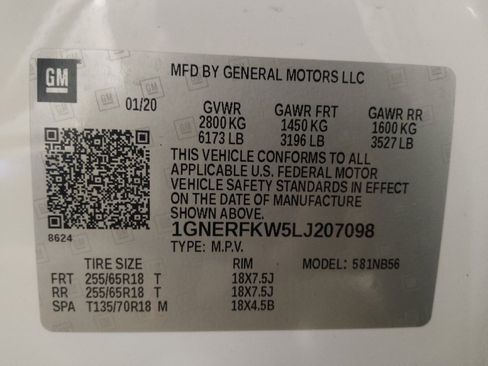 GM
MFD BY GENERAL MOTORS LLC
01/20
GVWR GAWR FRT GAWR RR
2800 KG 1450 KG 1600 KG
6173 LB 3196 LB 3527 LB
THIS VEHICLE CONFORMS TO ALL
APPLICABLE U.S. FEDERAL MOTOR
VEHICLE SAFETY STANDARDS IN EFFECT
ON THE DATE OF MANUFACTURE
SHOWN ABOVE.
8624
1GNERFKW5LJ207098
TYPE: M.P.V.
TIRE SIZE RIM MODEL: 581NB56
FRT 255/65R18 T 18X7.5J
RR 255/65R18 T 18X7.5J
SPA T135/70R18 M 18X4.5B